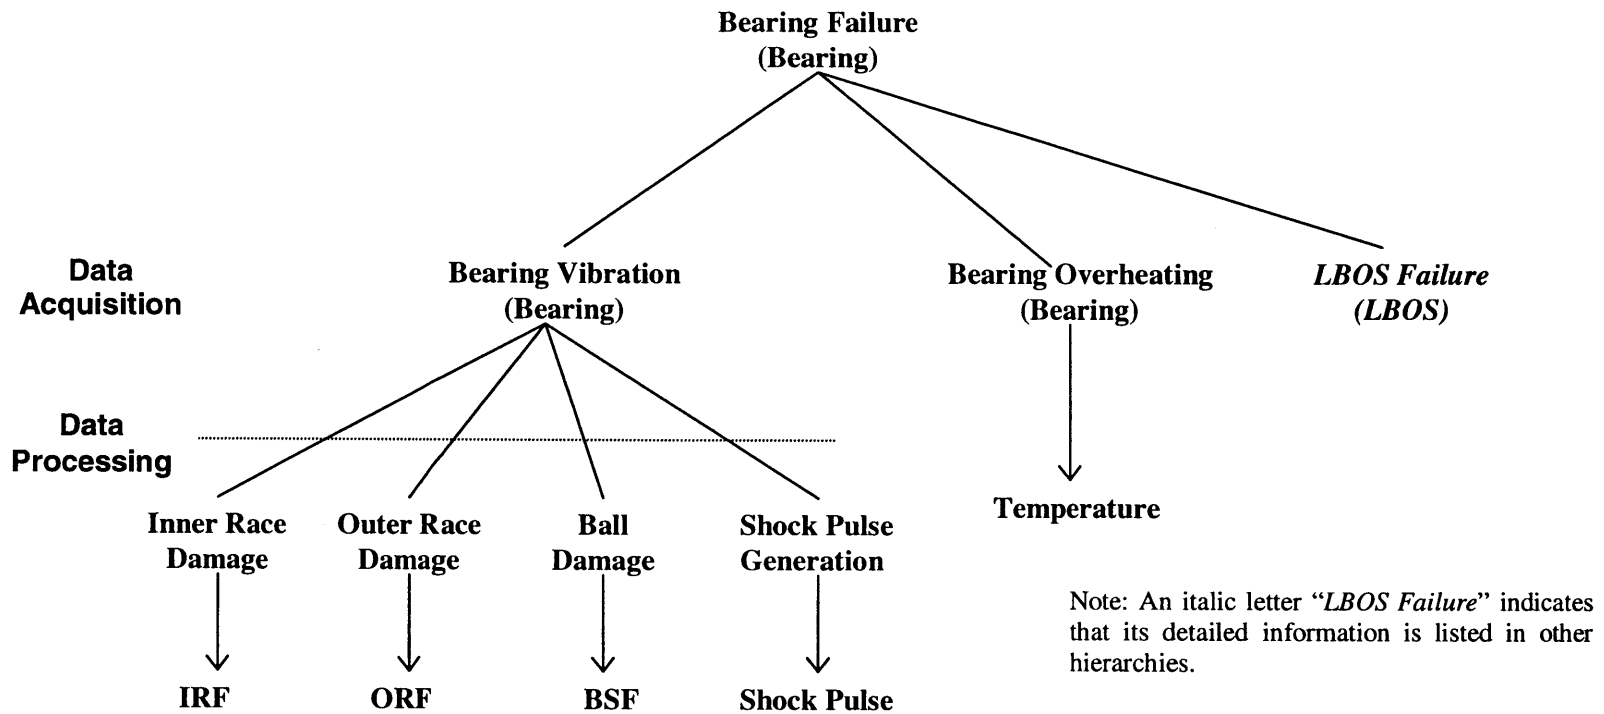 Bearing Failure
(Bearing)
Data
Acquisition
Bearing Vibration
(Bearing)
Bearing Overheating
(Bearing)
LBOS Failure
(LBOS)
Data
Processing
Inner Race
Damage
Outer Race
Damage
Ball
Damage
Shock Pulse
Generation
Temperature
IRF
ORF
BSF
Shock Pulse
Note: An italic letter “LBOS Failure” indicates
that its detailed information is listed in other
hierarchies.